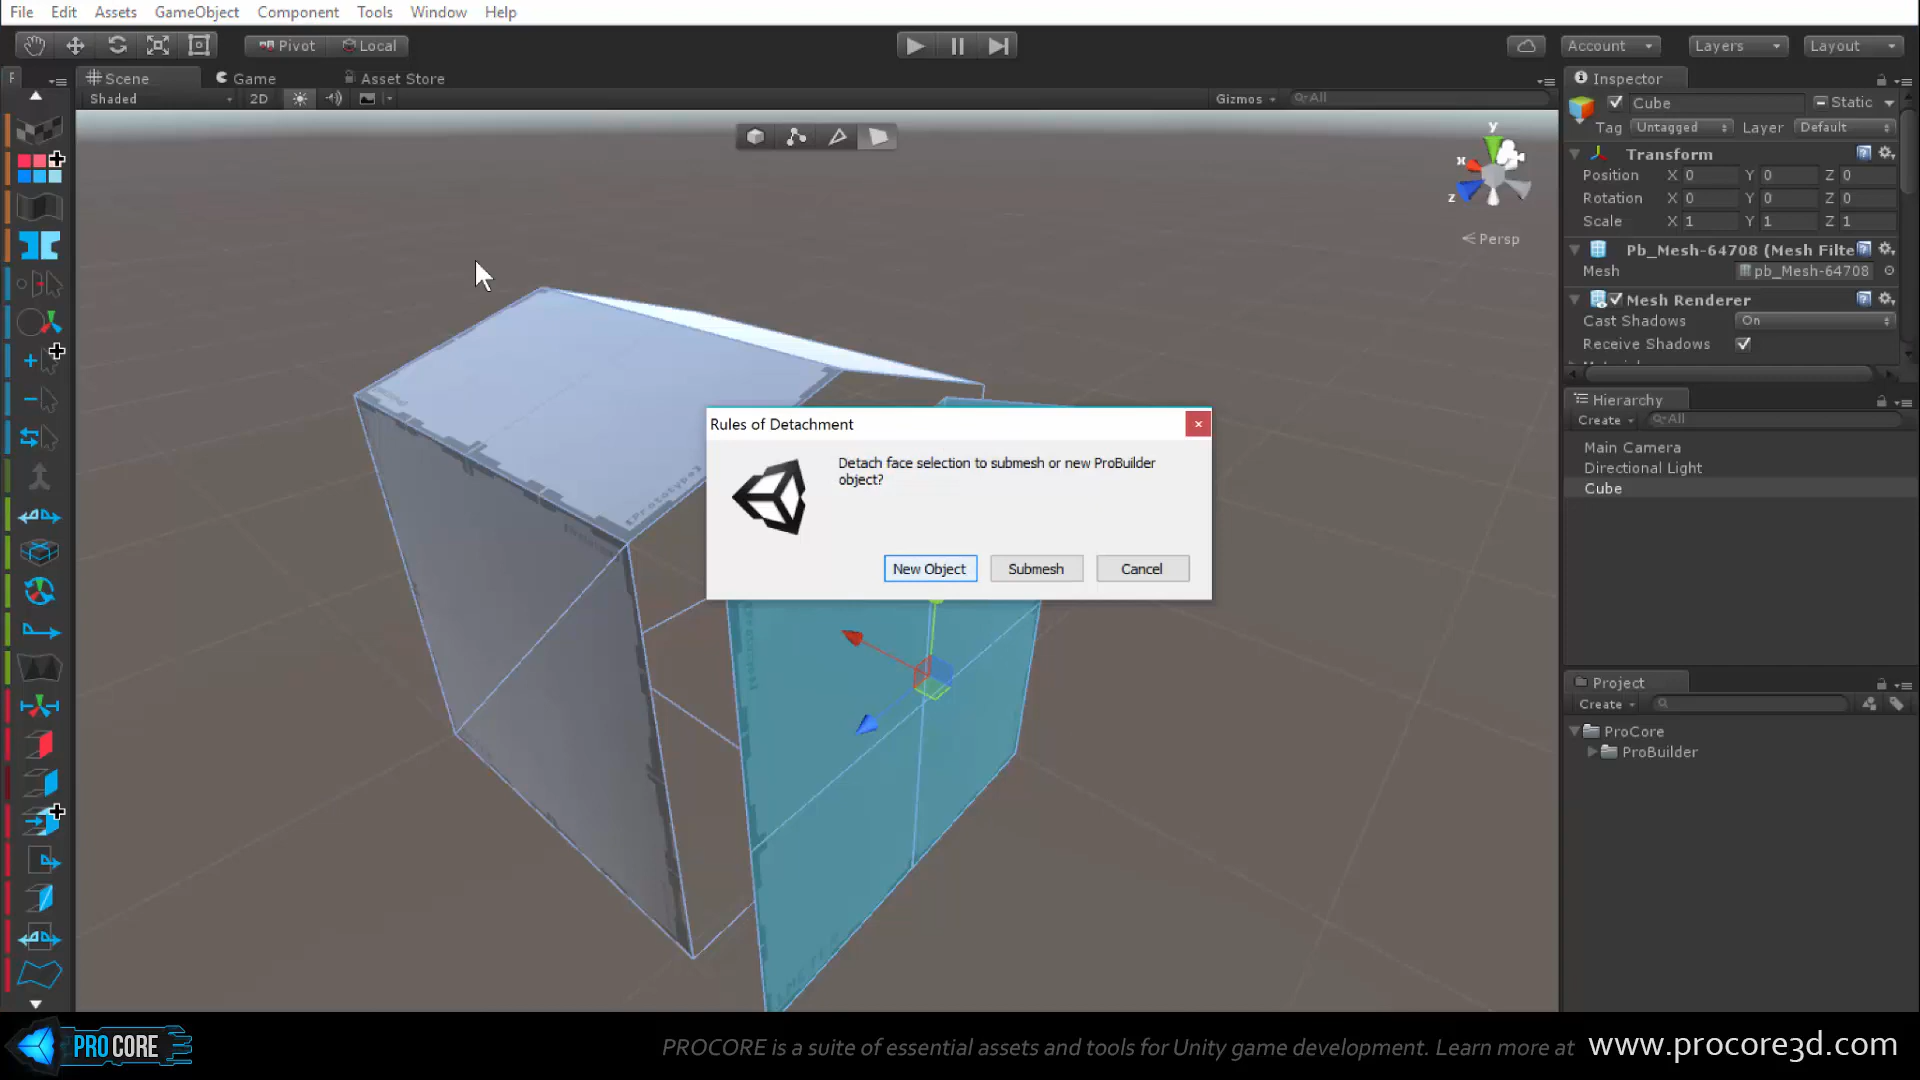 File Edit Assets GameObject Component Tools Window Help
Pivot Local Account Layers Layout
F Scene Game Asset Store Inspector
Shaded 2D Gizmos All
Cube Static
Tag Untagged Layer Default
Transform
Position X 0 Y 0 Z 0
Rotation X 0 Y 0 Z 0
Scale X 1 Y 1 Z 1
y
x
z
Persp
Pb_Mesh-64708 (Mesh Filte
Mesh pb_Mesh-64708
Mesh Renderer
Cast Shadows On
Receive Shadows
Hierarchy
Create All
Main Camera
Directional Light
Cube
Rules of Detachment
Detach face selection to submesh or new ProBuilder
object?
New Object Submesh Cancel
Project
Create
ProCore
ProBuilder
PROCORE
PROCORE is a suite of essential assets and tools for Unity game development. Learn more at www.procore3d.com